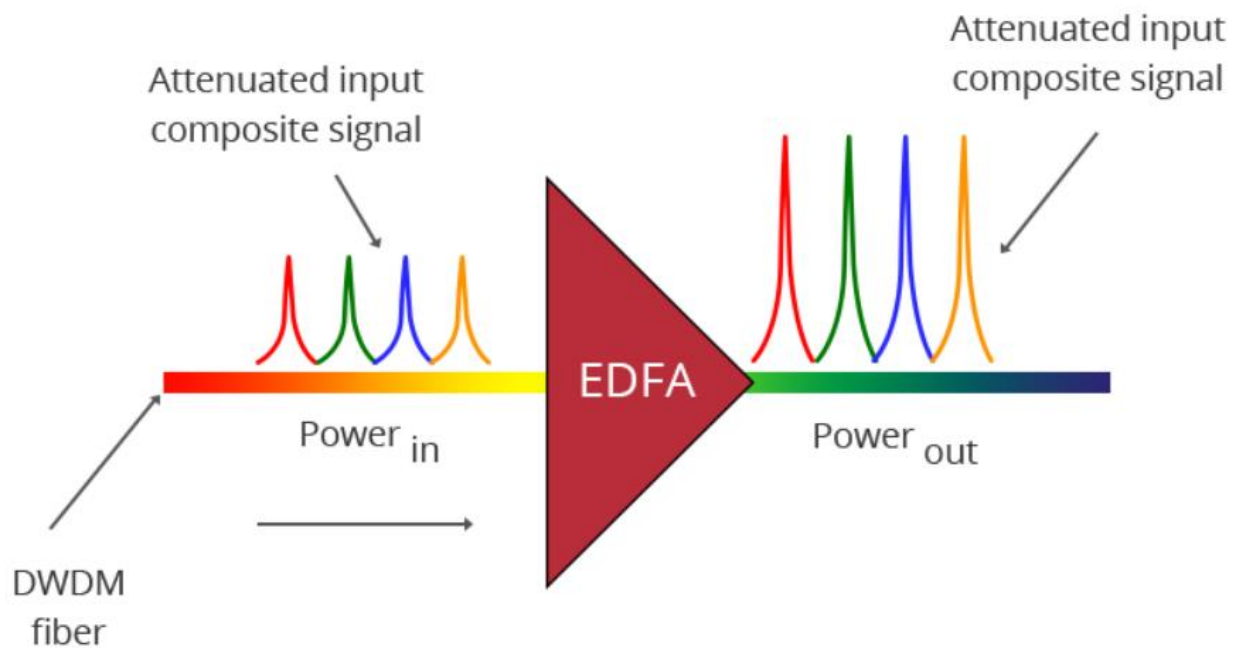 Attenuated input
composite signal
Attenuated input
composite signal
EDFA
Power in
Power out
DWDM
fiber